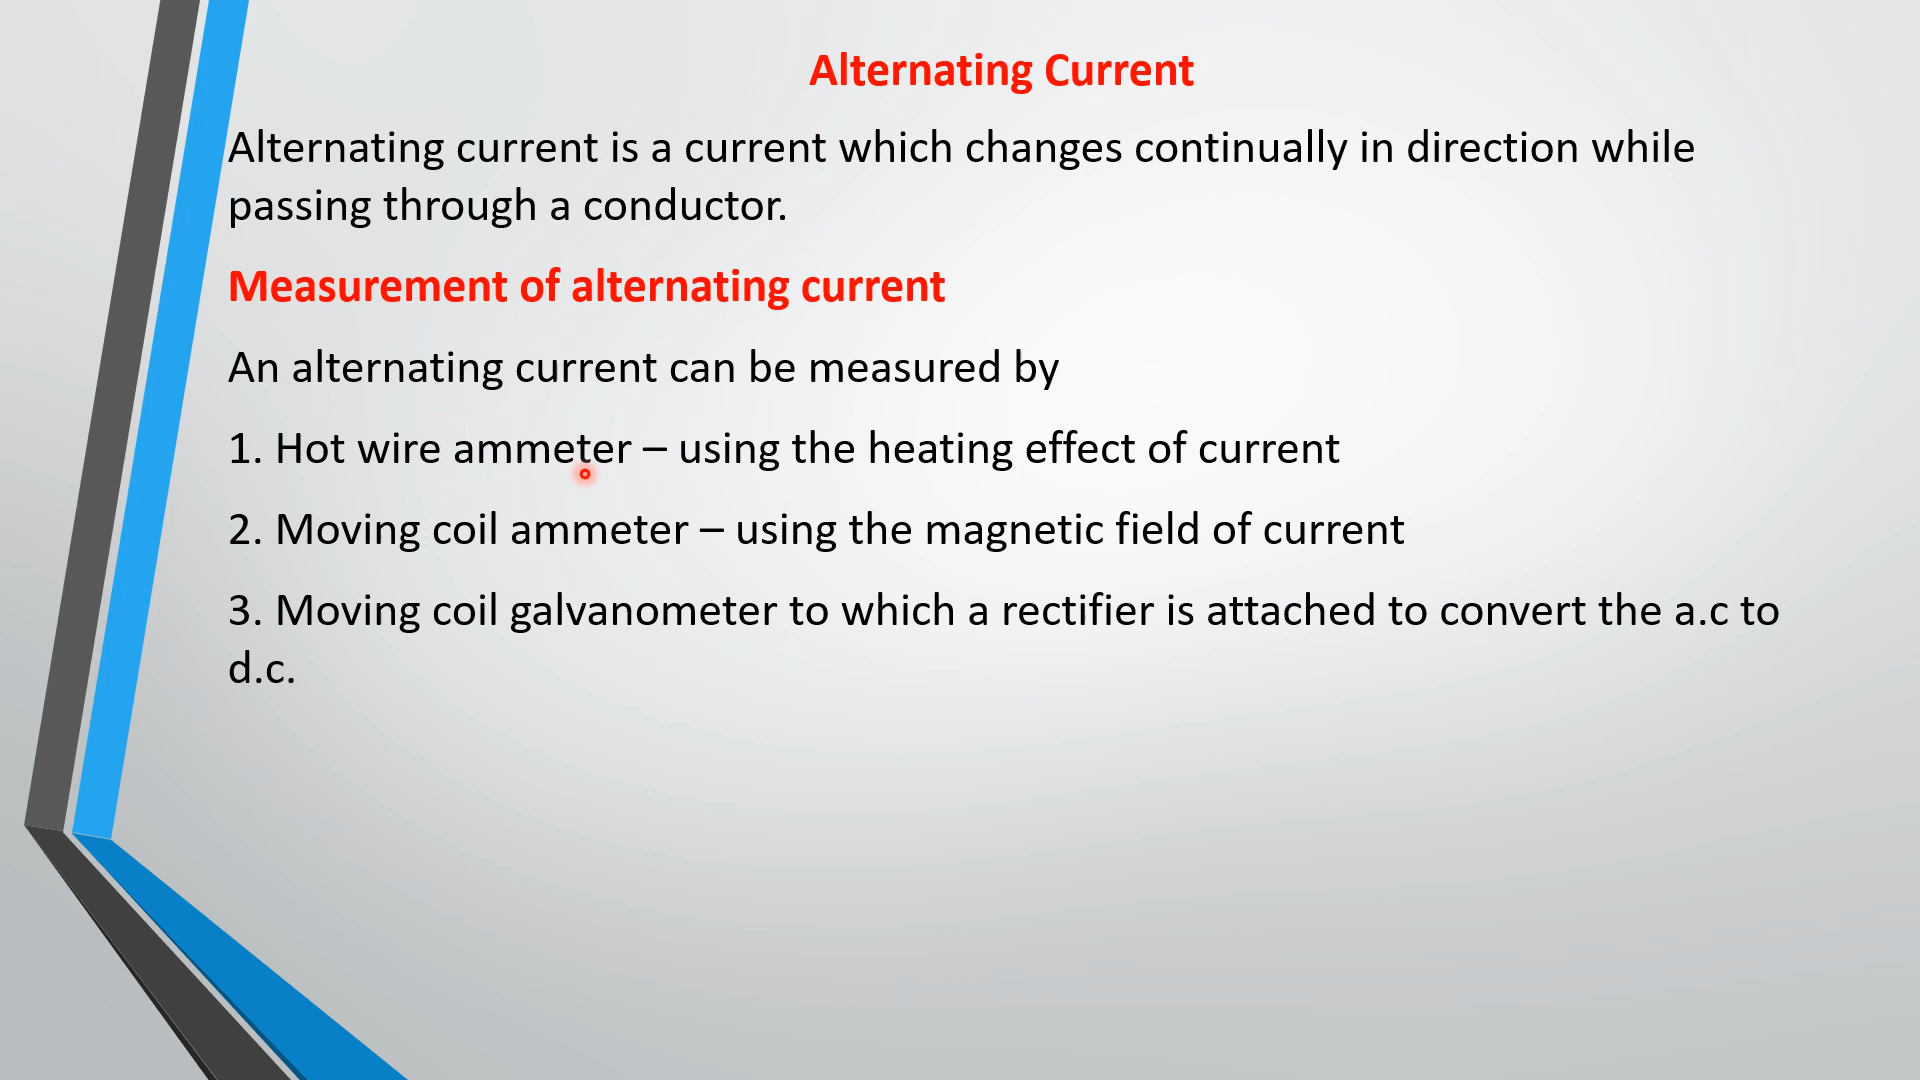 Alternating Current
Alternating current is a current which changes continually in direction while
passing through a conductor.
Measurement of alternating current
An alternating current can be measured by
1. Hot wire ammeter – using the heating effect of current
2. Moving coil ammeter – using the magnetic field of current
3. Moving coil galvanometer to which a rectifier is attached to convert the a.c to
d.c.